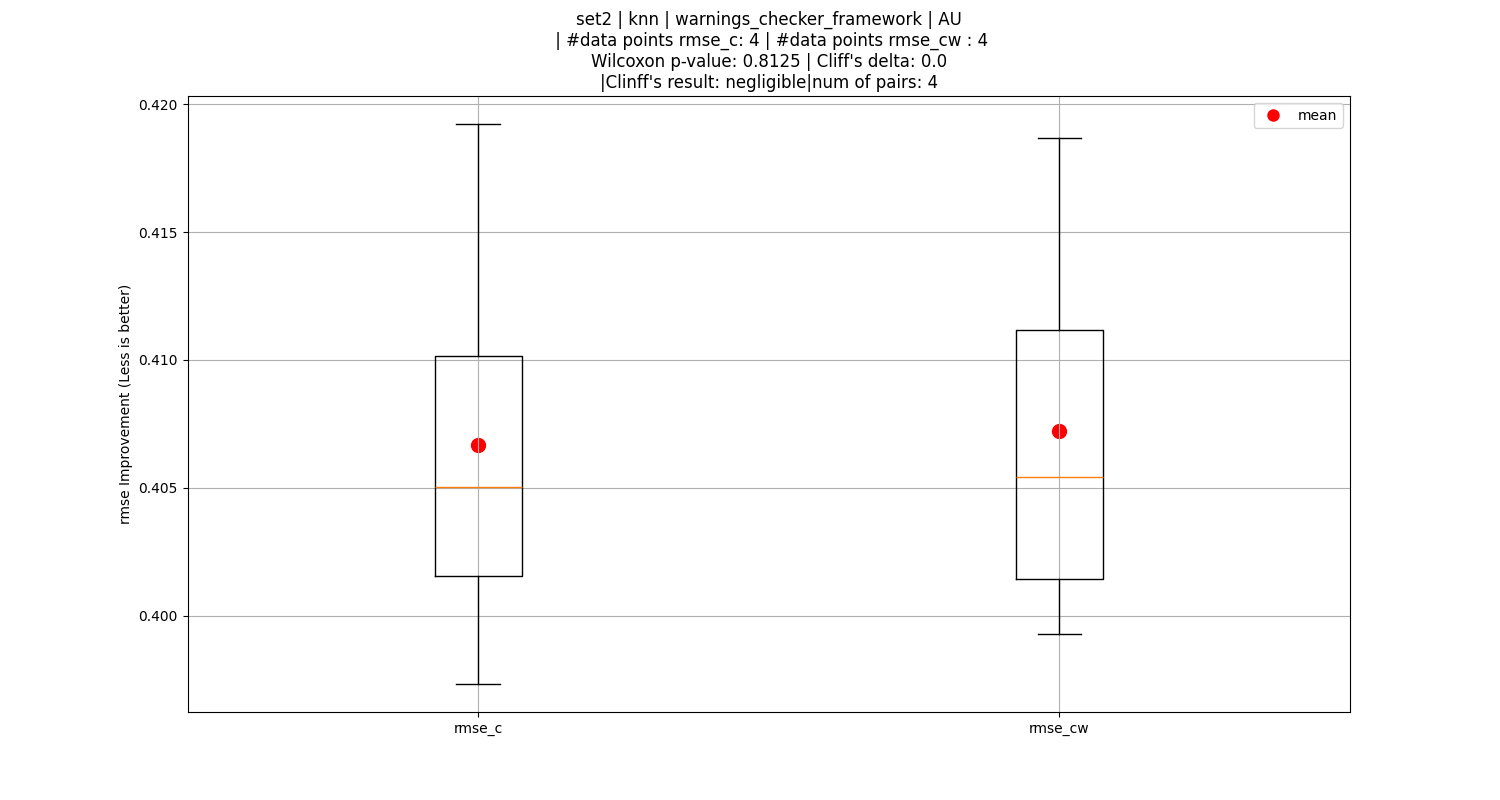 set2 | knn | warnings_checker_framework | AU
| #data points rmse_c: 4 | #data points rmse_cw : 4
Wilcoxon p-value: 0.8125 | Cliff's delta: 0.0
|Clinff's result: negligible|num of pairs: 4
mean
0.420
0.415
0.410
0.405
0.400
rmse Improvement (Less is better)
rmse_c
rmse_cw